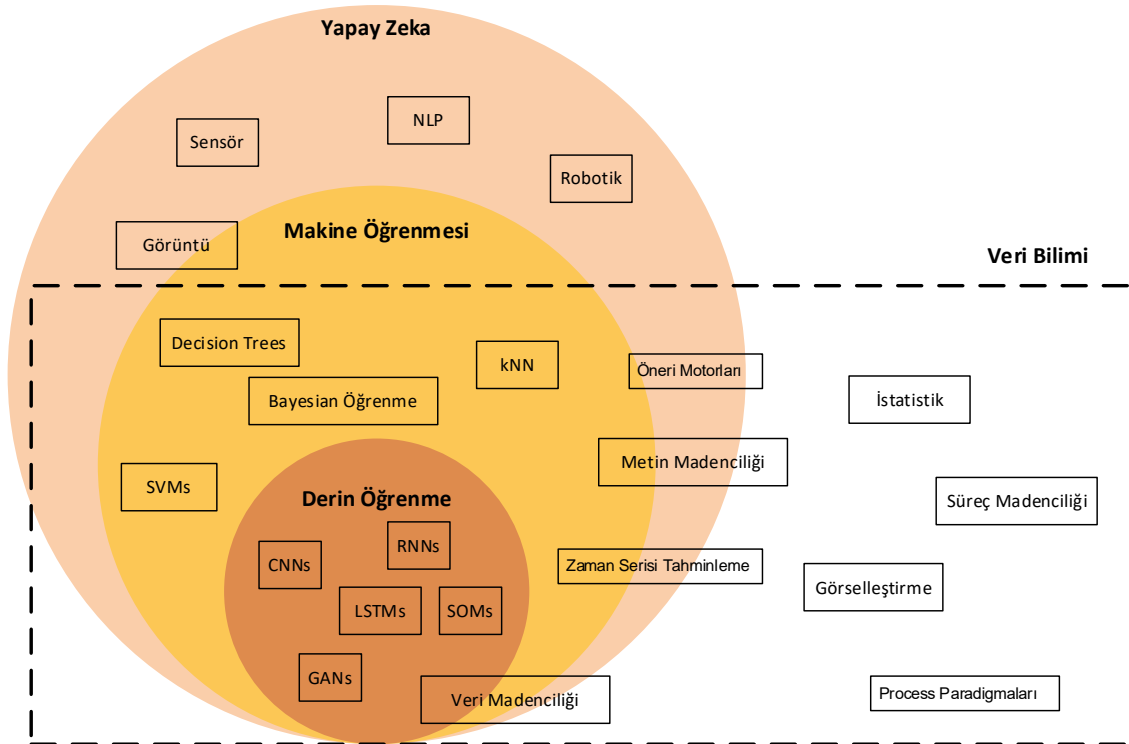 Yapay Zeka
NLP
Sensör
Robotik
Makine Öğrenmesi
Görüntü
Veri Bilimi
Decision Trees
kNN
Öneri Motorları
Bayesian Öğrenme
İstatistik
Metin Madenciliği
SVMs
Derin Öğrenme
Süreç Madenciliği
RNNs
CNNs
Zaman Serisi Tahminleme
Görselleştirme
LSTMs
SOMs
GANs
Veri Madenciliği
Process Paradigmaları